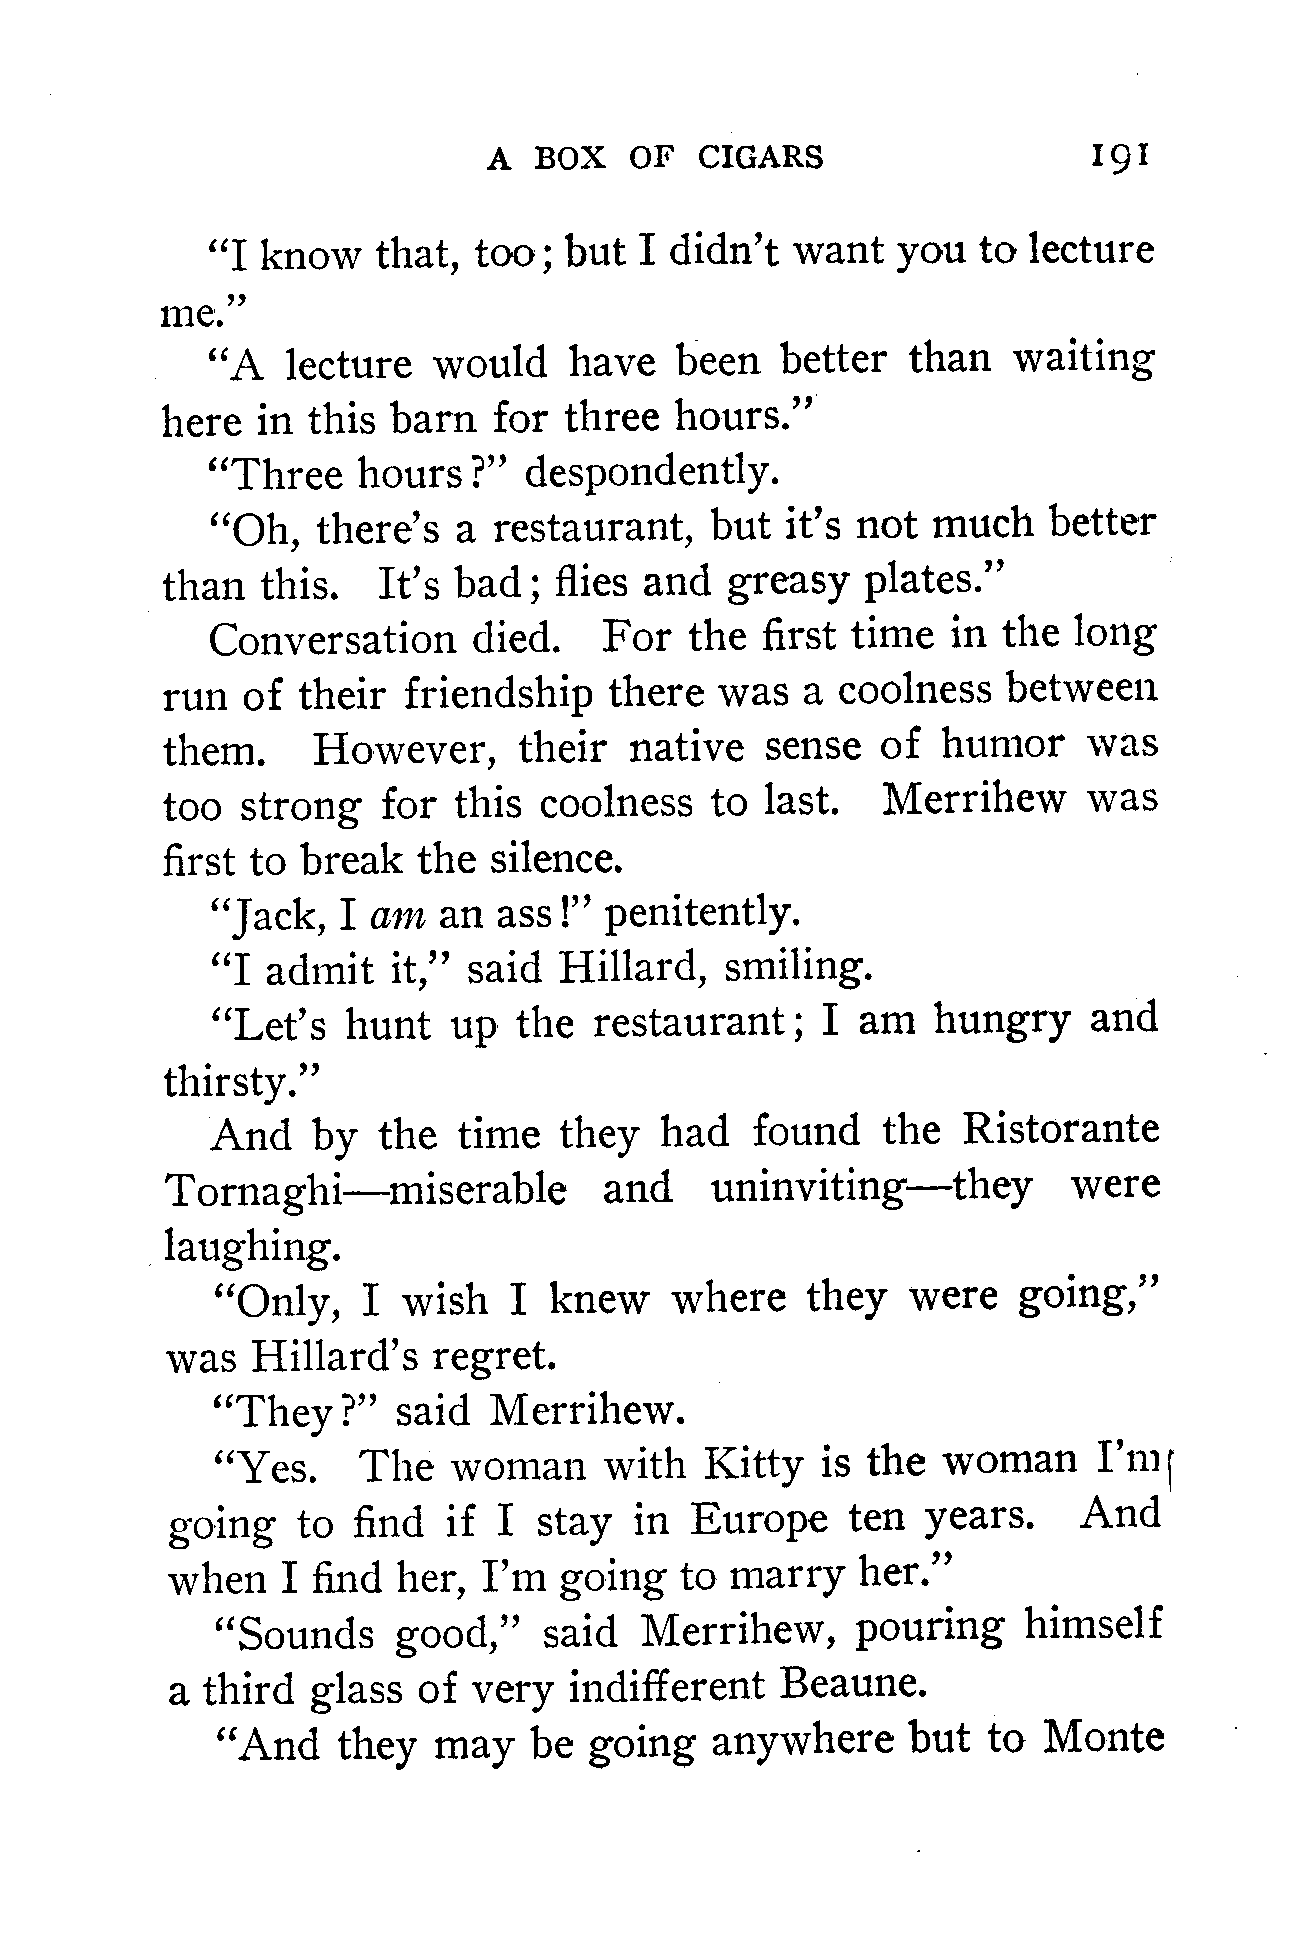 A BOX OF CIGARS 191
"I know that, too; but I didn't want you to lecture
me."
"A lecture would have been better than waiting
here in this barn for three hours."
"Three hours?" despondently.
"Oh, there's a restaurant, but it's not much better
than this. It's bad; flies and greasy plates."
Conversation died. For the first time in the long
run of their friendship there was a coolness between
them. However, their native sense of humor was
too strong for this coolness to last. Merrihew was
first to break the silence.
"Jack, I am an ass!" penitently.
"I admit it," said Hillard, smiling.
"Let's hunt up the restaurant; I am hungry and
thirsty."
And by the time they had found the Ristorante
Tornaghi—miserable and uninviting—they were
laughing.
"Only, I wish I knew where they were going,"
was Hillard's regret.
"They?" said Merrihew.
"Yes. The woman with Kitty is the woman I'm
going to find if I stay in Europe ten years. And
when I find her, I'm going to marry her."
"Sounds good," said Merrihew, pouring himself
a third glass of very indifferent Beaune.
"And they may be going anywhere but to Monte